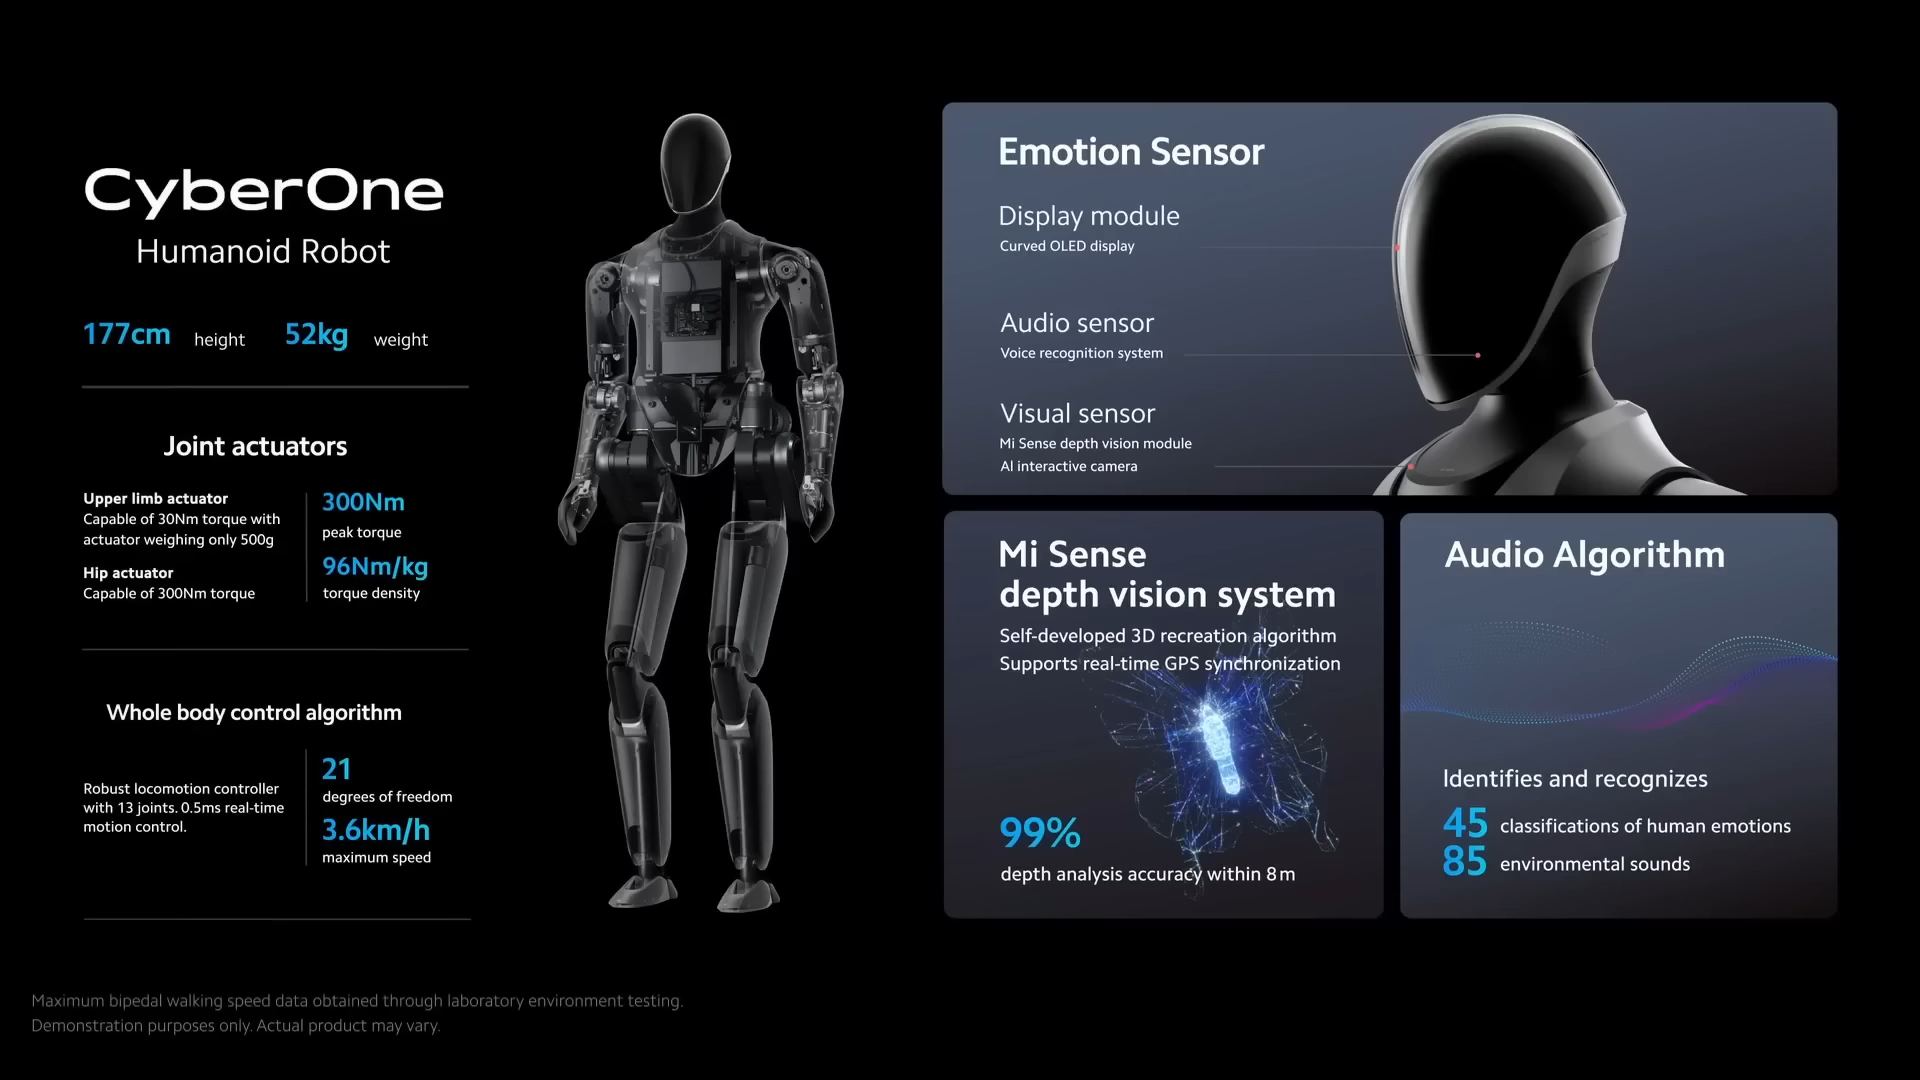 CyberOne
Humanoid Robot
177cm height 52kg weight
Joint actuators
Upper limb actuator
Capable of 30Nm torque with
actuator weighing only 500g
Hip actuator
Capable of 300Nm torque
300Nm
peak torque
96Nm/kg
torque density
Whole body control algorithm
Robust locomotion controller
with 13 joints. 0.5ms real-time
motion control.
21
degrees of freedom
3.6km/h
maximum speed
Emotion Sensor
Display module
Curved OLED display
Audio sensor
Voice recognition system
Visual sensor
Mi Sense depth vision module
AI interactive camera
Mi Sense
depth vision system
Self-developed 3D recreation algorithm
Supports real-time GPS synchronization
99%
depth analysis accuracy within 8m
Audio Algorithm
Identifies and recognizes
45 classifications of human emotions
85 environmental sounds
Maximum bipedal walking speed data obtained through laboratory environment testing.
Demonstration purposes only. Actual product may vary.